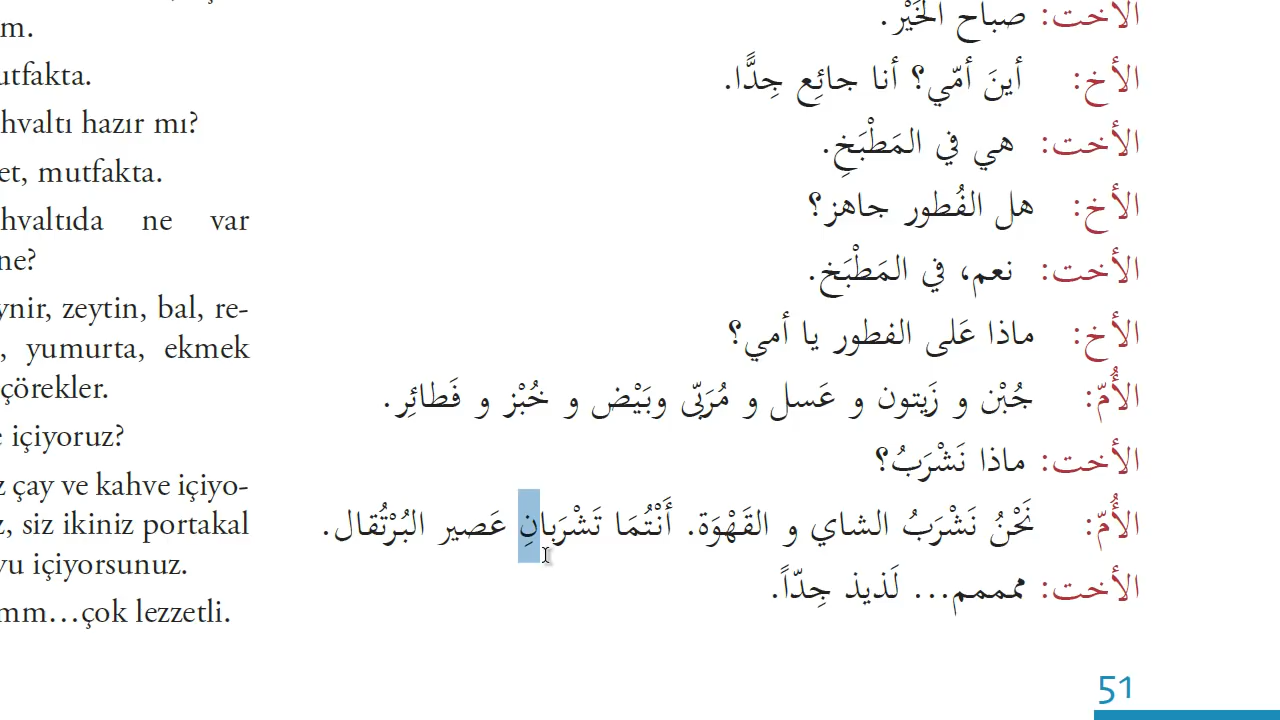 الأخت: صباح الخَيْر.
الأخ: أينَ أمّي؟ أنا جائِع جِدًّا.
الأخت: هي في المَطْبَخِ.
الأخ: هل الفُطور جاهز؟
الأخت: نعم، في المَطْبَخ.
الأخ: ماذا عَلى الفطور يا أمي؟
الأُمّ: جُبْن و زَيتون و عَسل و مُرَبّى وبَيْض و خُبْز و فَطائِر.
الأخت: ماذا نَشْرَبُ؟
الأُمّ: نَحْنُ نَشْرَبُ الشاي و القَهْوَة. أَنْتُمَا تَشْرَبانِ عَصير البُرْتُقال.
الأخت: مممم... لَذيذ جِدّاً.
m.
utfakta.
hvaltı hazır mı?
et, mutfakta.
hvaltıda ne var
ne?
ynir, zeytin, bal, re-
, yumurta, ekmek
çörekler.
e içiyoruz?
z çay ve kahve içiyo-
z, siz ikiniz portakal
yu içiyorsunuz.
mm…çok lezzetli.
51